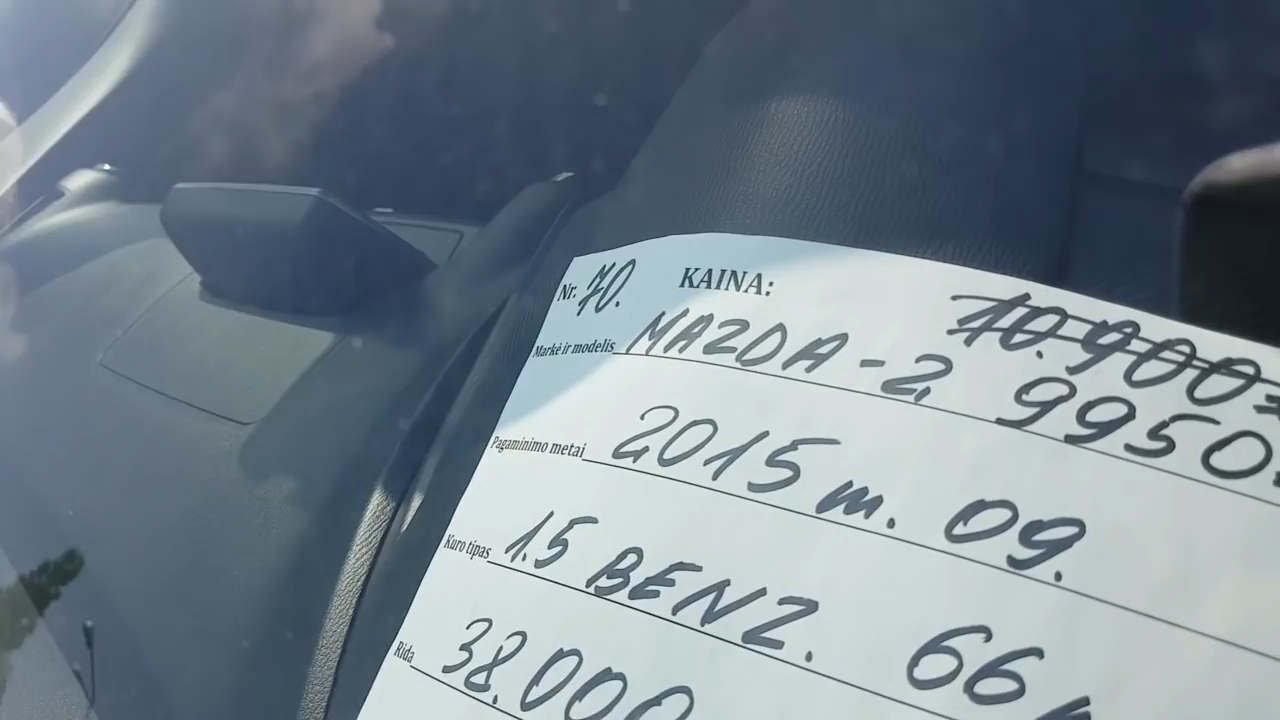 Nr. 70. KAINA: 10.900
Markė ir modelis MAZDA-2, 9950
Pagaminimo metai 2015 m. 09.
Kuro tipas 1.5 BENZ. 66
Rida 38.000